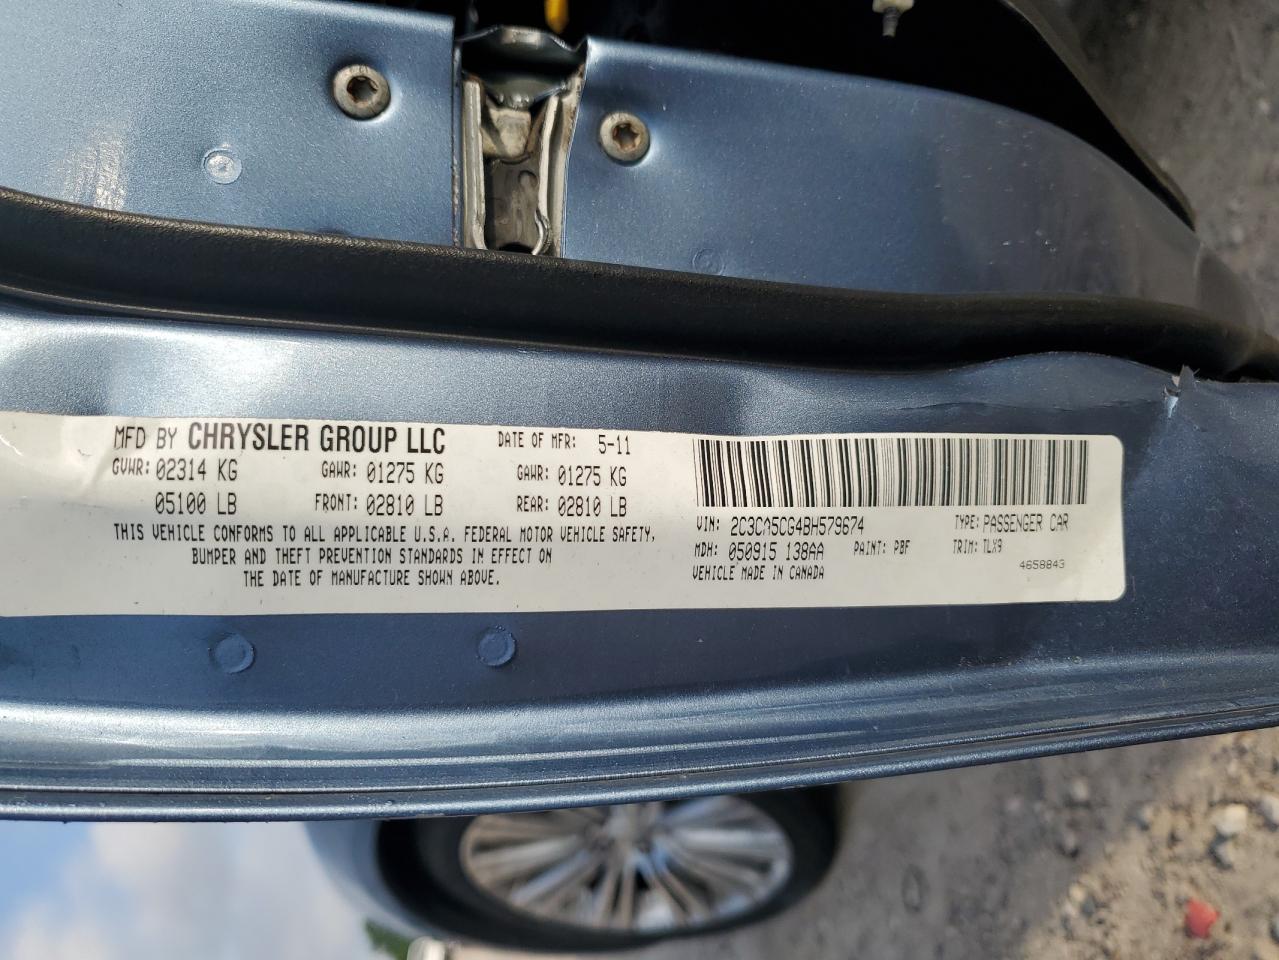 MFD BY CHRYSLER GROUP LLC DATE OF MFR: 5-11
GVWR: 02314 KG GAWR: 01275 KG GAWR: 01275 KG
05100 LB FRONT: 02810 LB REAR: 02810 LB
THIS VEHICLE CONFORMS TO ALL APPLICABLE U.S.A. FEDERAL MOTOR VEHICLE SAFETY,
BUMPER AND THEFT PREVENTION STANDARDS IN EFFECT ON
THE DATE OF MANUFACTURE SHOWN ABOVE.
VIN: 2C3CA5CG4BH579674 TYPE: PASSENGER CAR
MDH: 050915 138AA PAINT: PBF TRIM: TLX9
VEHICLE MADE IN CANADA 4658843